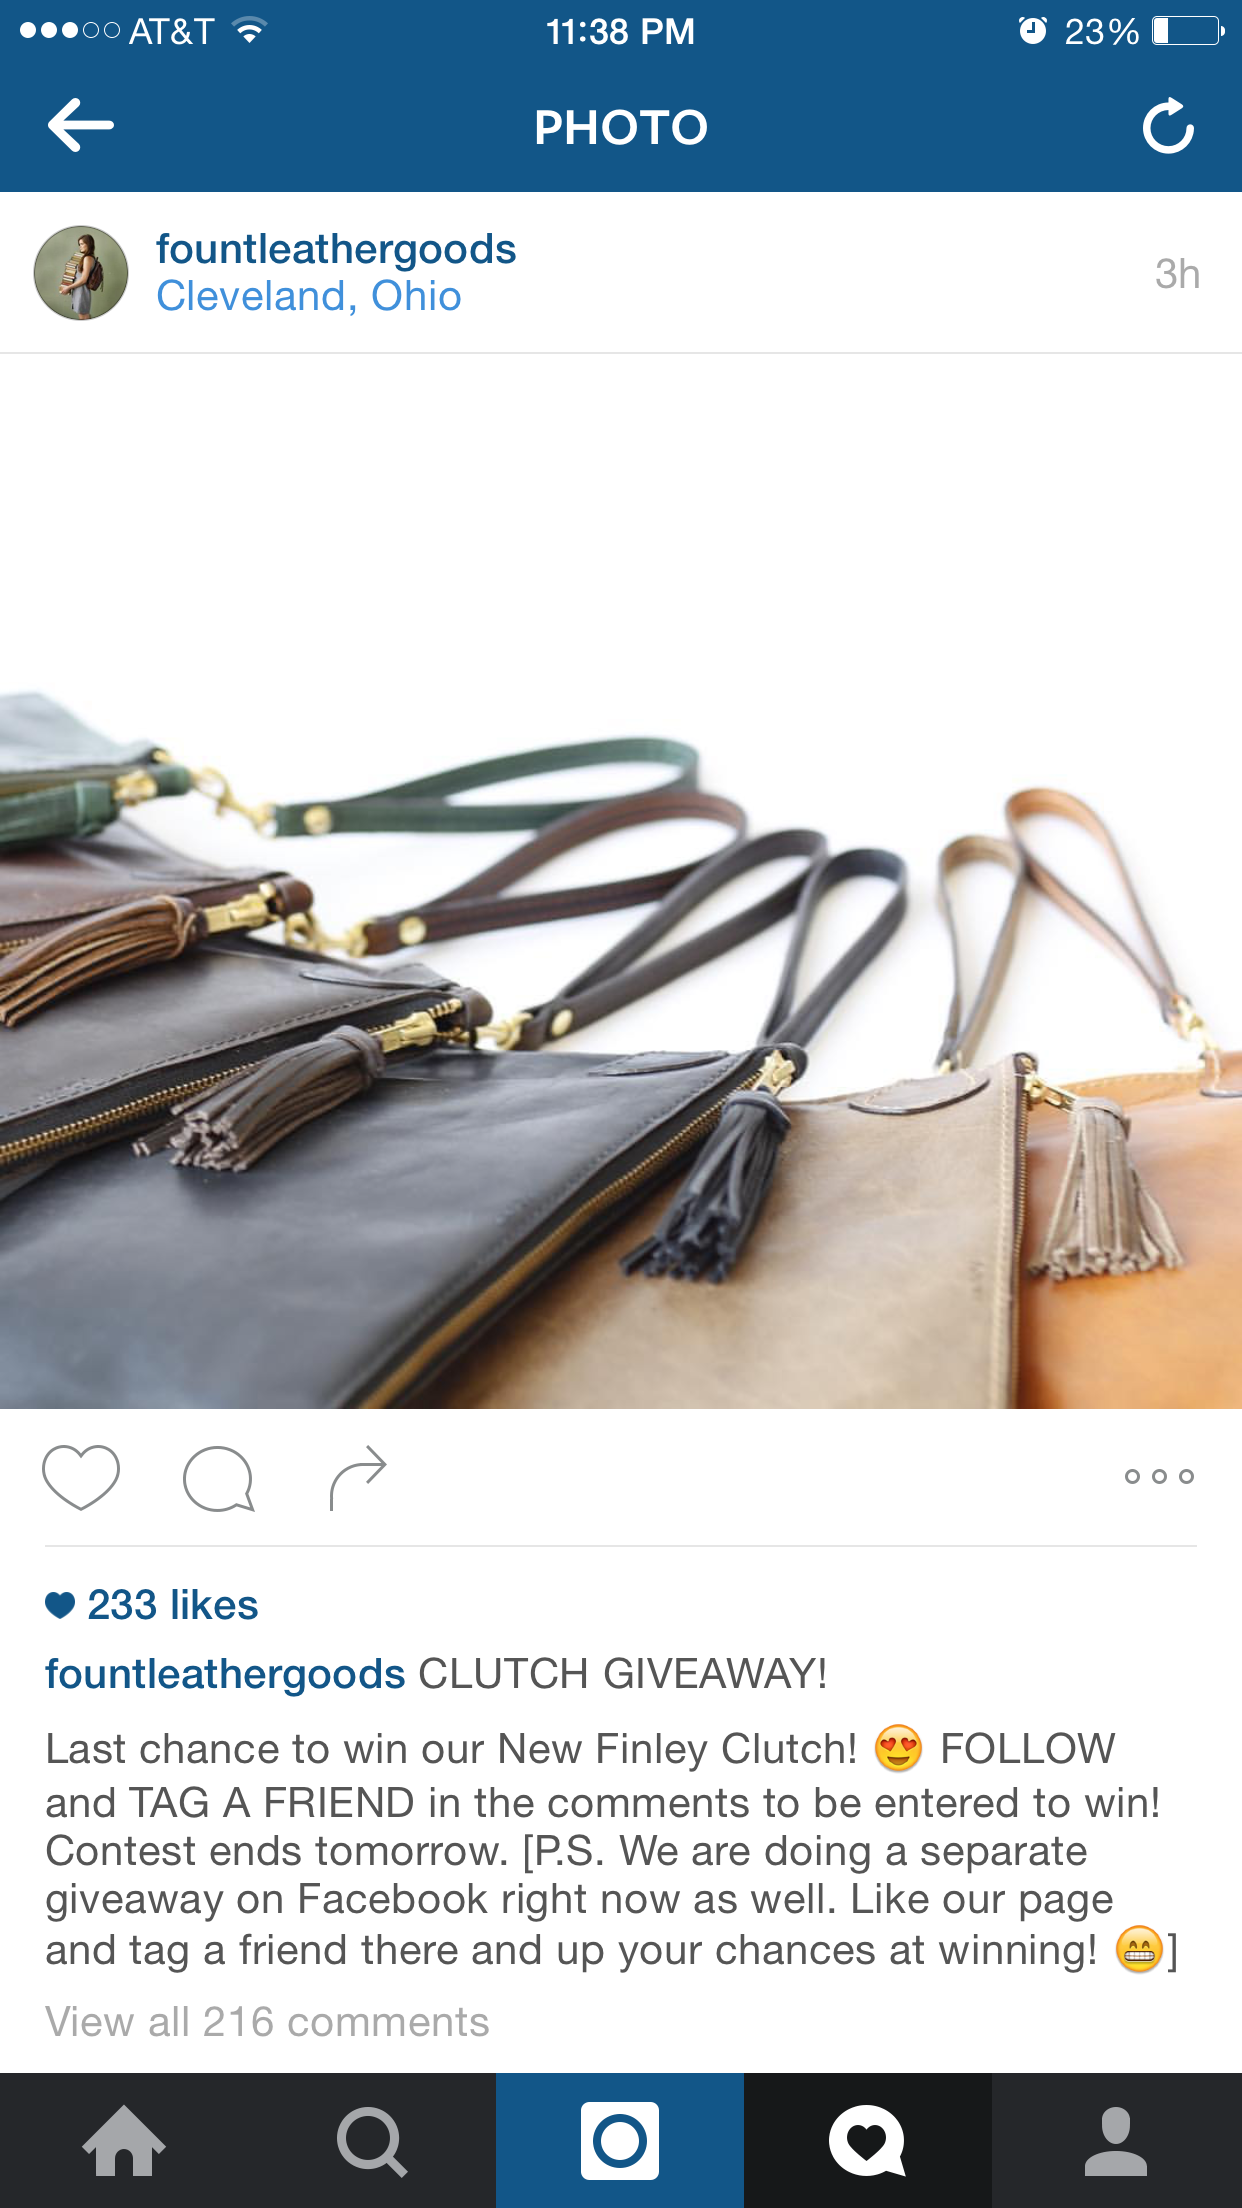 AT&T 11:38 PM 23%
PHOTO
fountleathergoods
Cleveland, Ohio
3h
233 likes
fountleathergoods CLUTCH GIVEAWAY!
Last chance to win our New Finley Clutch! 😍 FOLLOW
and TAG A FRIEND in the comments to be entered to win!
Contest ends tomorrow. [P.S. We are doing a separate
giveaway on Facebook right now as well. Like our page
and tag a friend there and up your chances at winning! 😁]
View all 216 comments